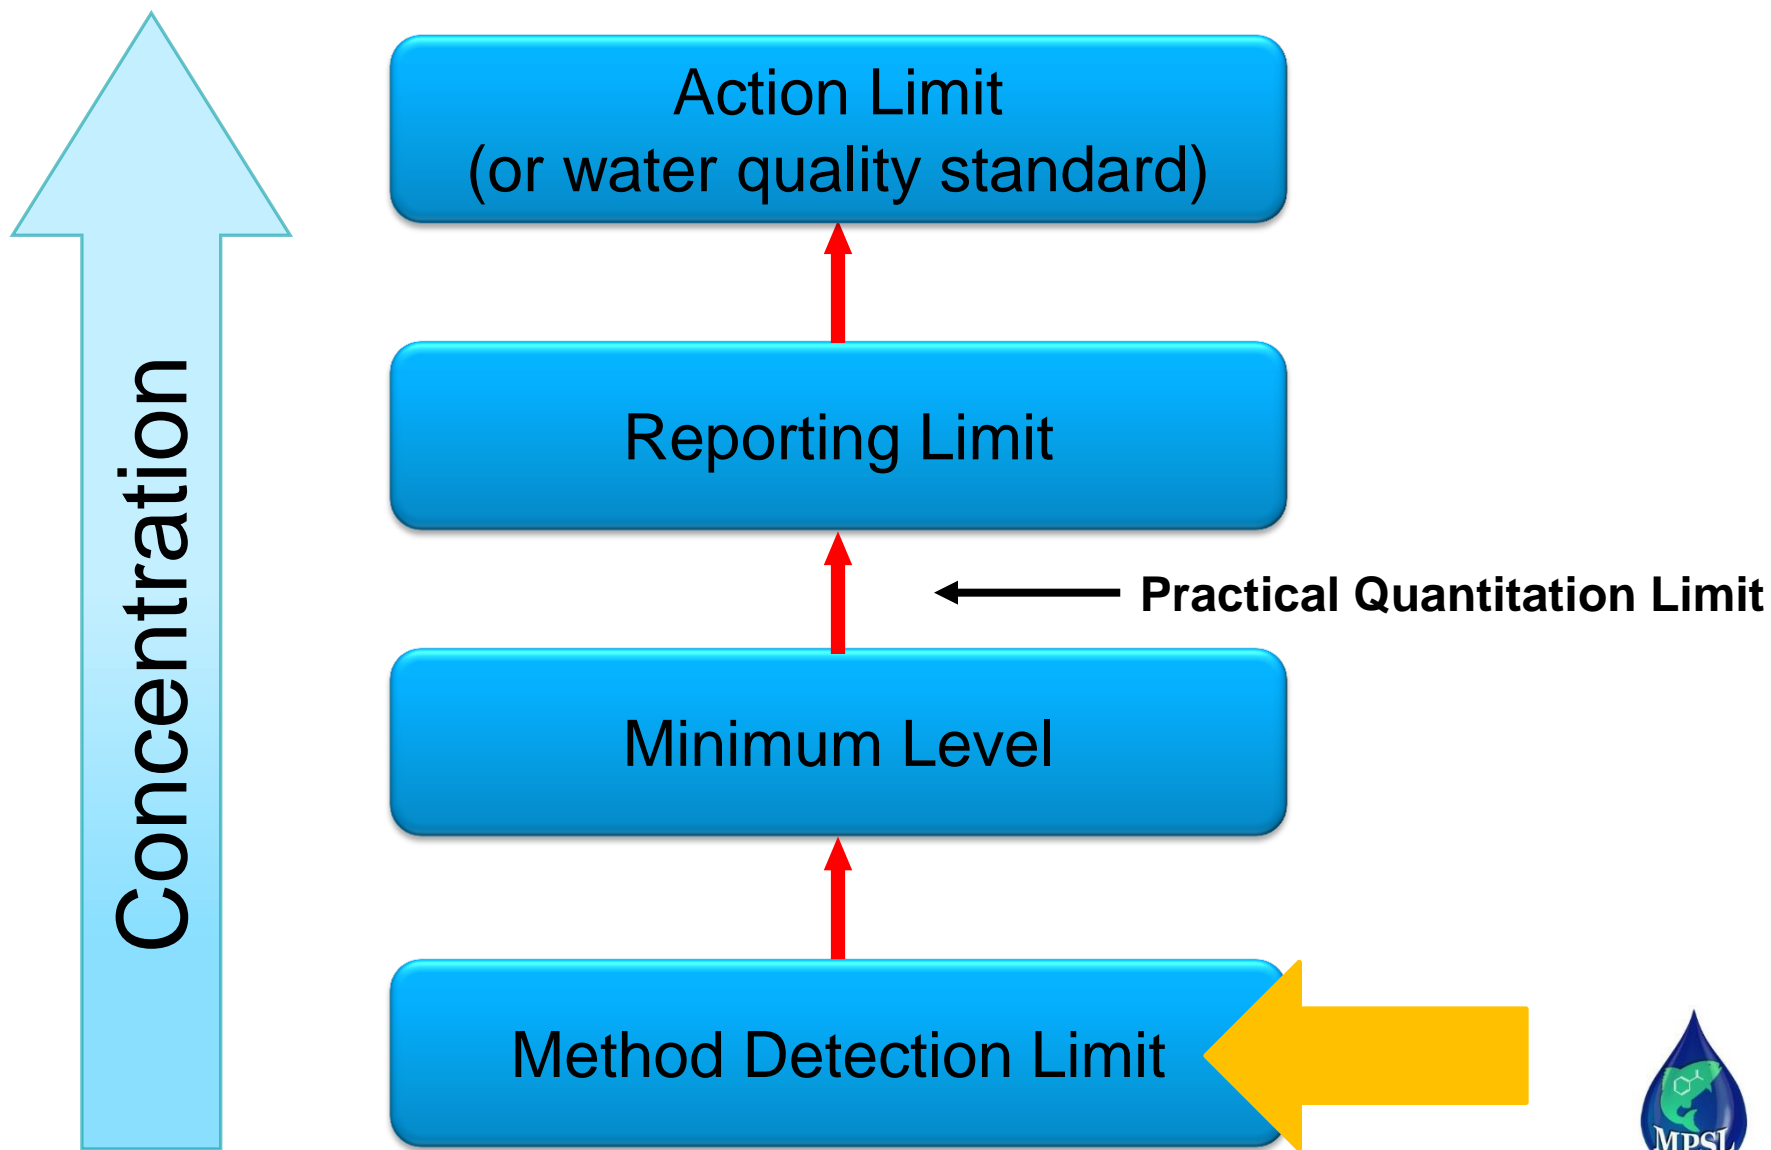 Concentration
Action Limit
(or water quality standard)
Reporting Limit
Practical Quantitation Limit
Minimum Level
Method Detection Limit
MPSL